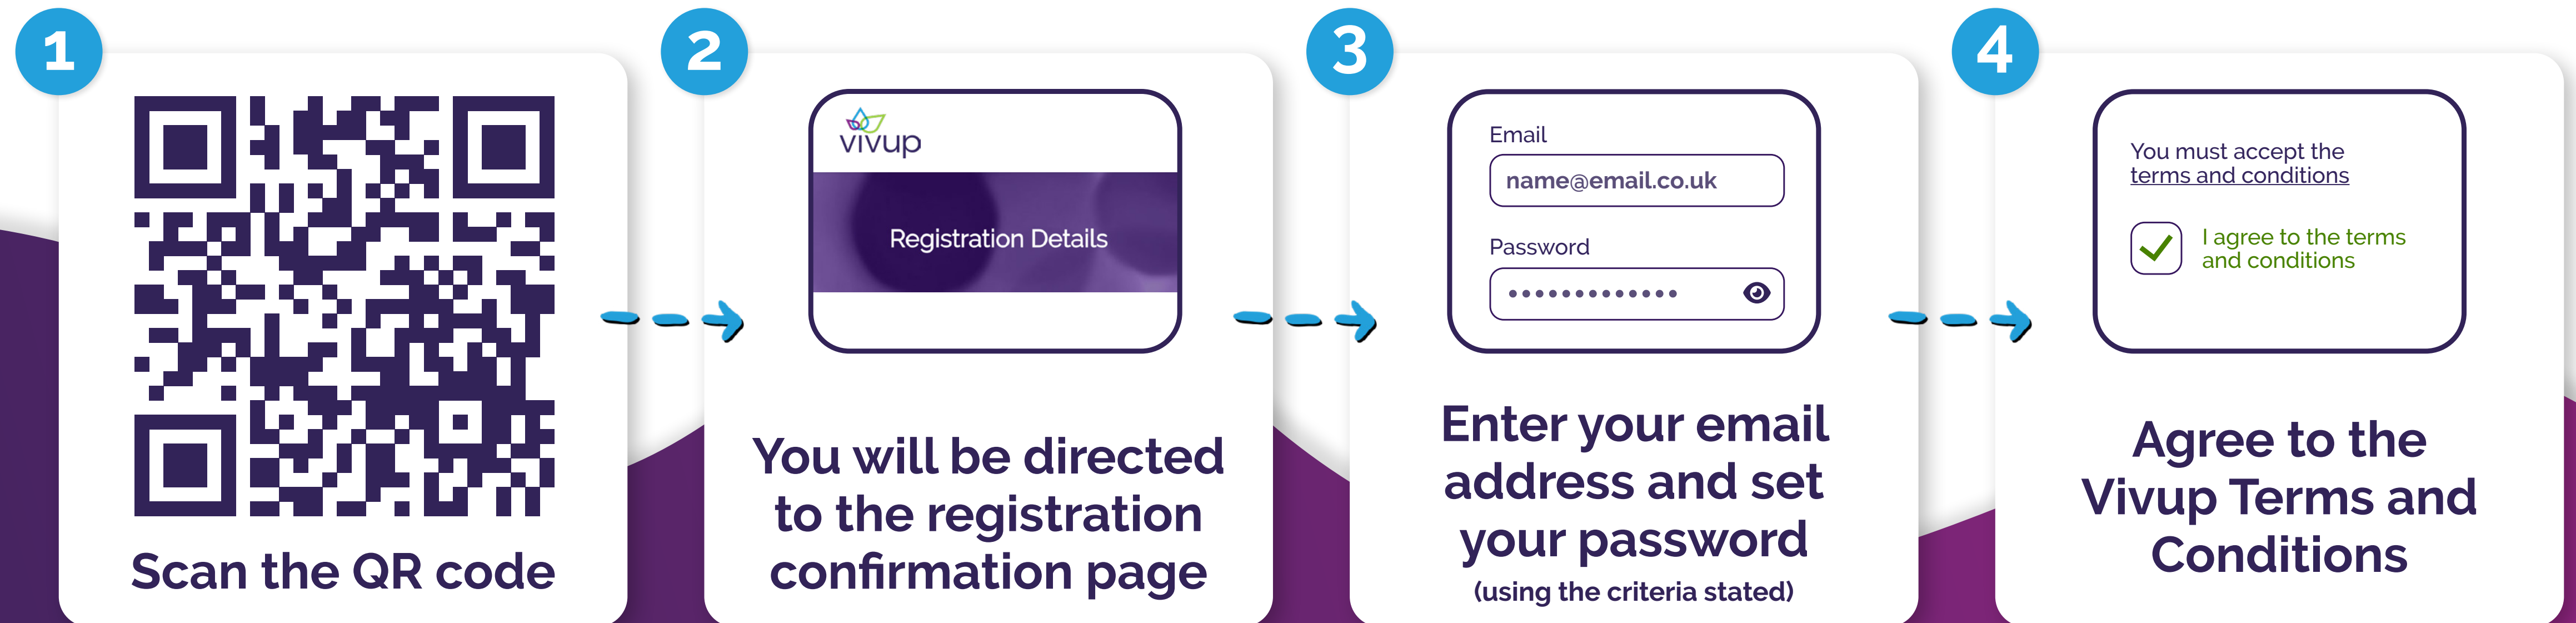 1
Scan the QR code
2
vivup
Registration Details
You will be directed
to the registration
confirmation page
3
Email
name@email.co.uk
Password
Enter your email
address and set
your password
(using the criteria stated)
4
You must accept the
terms and conditions
I agree to the terms
and conditions
Agree to the
Vivup Terms and
Conditions